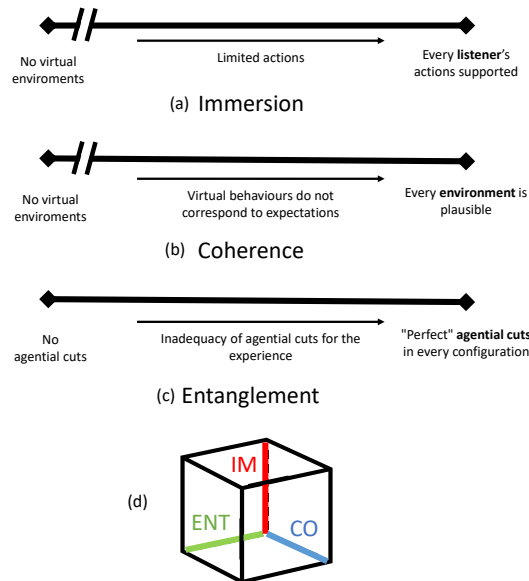 No virtual
enviroments
Limited actions
Every listener's
actions supported
(a) Immersion
No virtual
enviroments
Virtual behaviours do not
correspond to expectations
Every environment is
plausible
(b) Coherence
No
agential cuts
Inadequacy of agential cuts for the
experience
"Perfect" agential cuts
in every configuration
(c) Entanglement
(d)
IM
ENT
CO